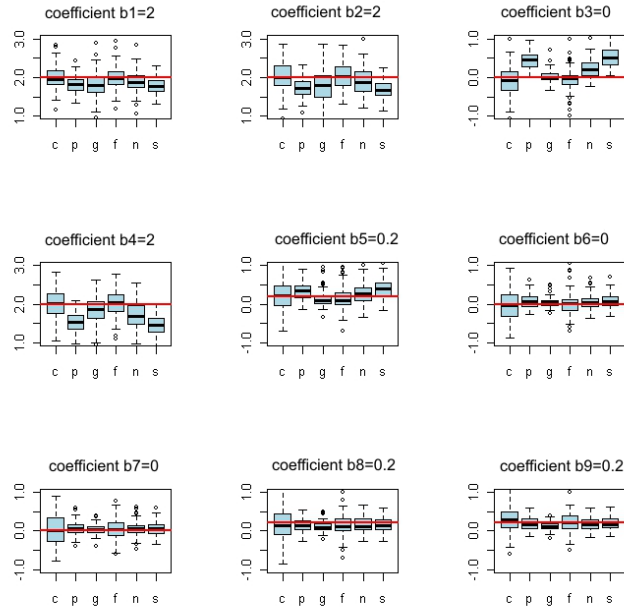 coefficient b1=2
3.0
2.0
1.0
c p g f n s
coefficient b2=2
3.0
2.0
1.0
c p g f n s
coefficient b3=0
1.0
0.0
-1.0
c p g f n s
coefficient b4=2
3.0
2.0
1.0
c p g f n s
coefficient b5=0.2
1.0
0.0
-1.0
c p g f n s
coefficient b6=0
1.0
0.0
-1.0
c p g f n s
coefficient b7=0
1.0
0.0
-1.0
c p g f n s
coefficient b8=0.2
1.0
0.0
-1.0
c p g f n s
coefficient b9=0.2
1.0
0.0
-1.0
c p g f n s